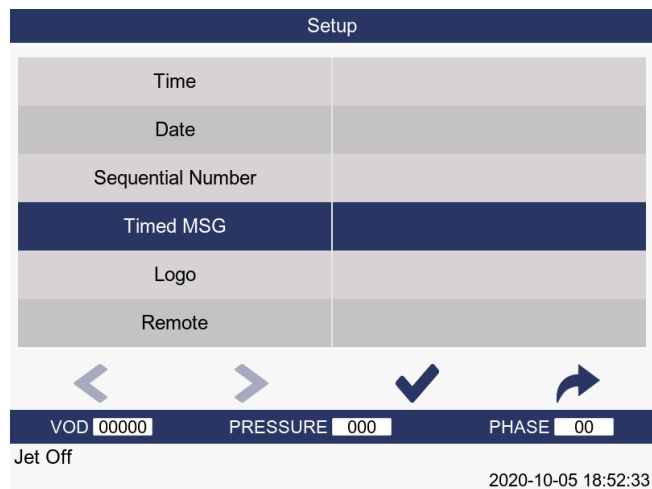 Setup
Time
Date
Sequential Number
Timed MSG
Logo
Remote
VOD 00000 PRESSURE 000 PHASE 00
Jet Off
2020-10-05 18:52:33